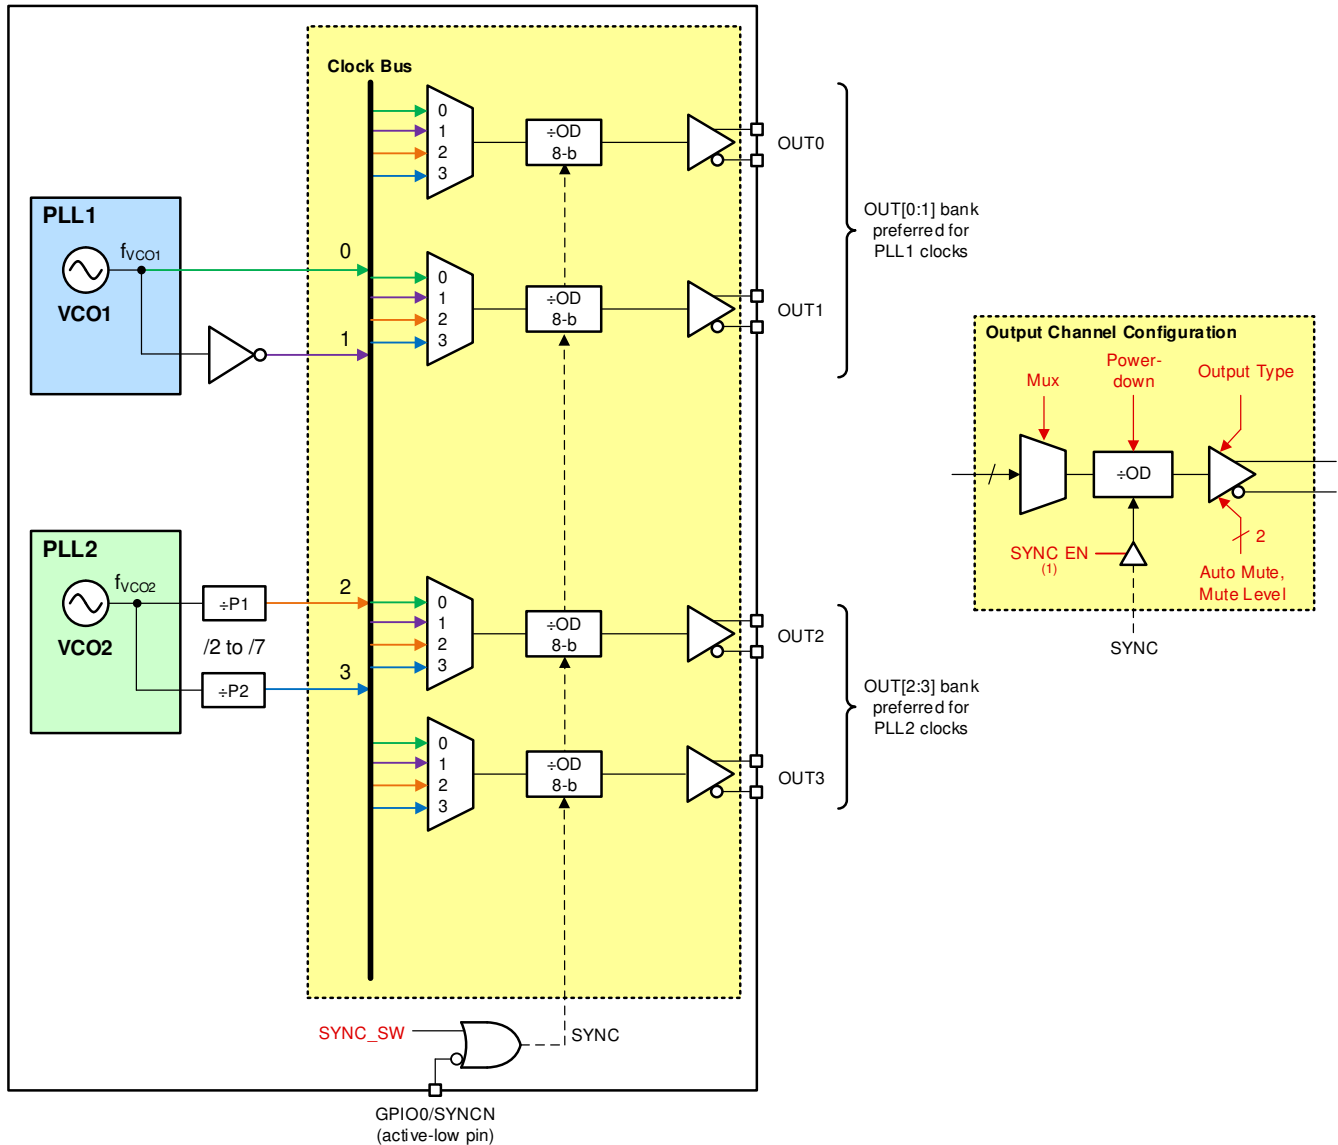 Clock Bus
0
1
2
3
÷OD
8-b
OUT0
PLL1
fVCO1
VCO1
0
1
0
1
2
3
÷OD
8-b
OUT1
OUT[0:1] bank
preferred for
PLL1 clocks
PLL2
fVCO2
VCO2
÷P1
/2 to /7
÷P2
2
3
0
1
2
3
÷OD
8-b
OUT2
0
1
2
3
÷OD
8-b
OUT3
OUT[2:3] bank
preferred for
PLL2 clocks
SYNC_SW
SYNC
GPIO0/SYNCN
(active-low pin)
Output Channel Configuration
Mux
Power-
down
Output Type
÷OD
SYNC EN
(1)
2
Auto Mute,
Mute Level
SYNC